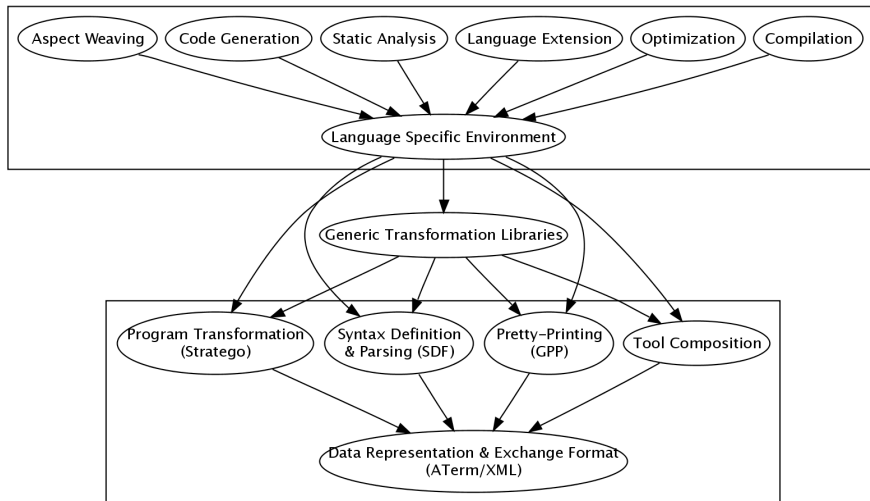 Aspect Weaving
Code Generation
Static Analysis
Language Extension
Optimization
Compilation
Language Specific Environment
Generic Transformation Libraries
Program Transformation
(Stratego)
Syntax Definition
& Parsing (SDF)
Pretty-Printing
(GPP)
Tool Composition
Data Representation & Exchange Format
(ATerm/XML)